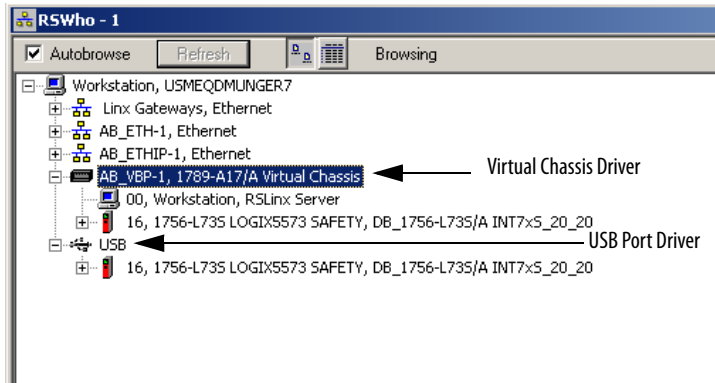 RSWho - 1
Autobrowse Refresh Browsing
Workstation, USMEQDMUNGER7
Linx Gateways, Ethernet
AB_ETH-1, Ethernet
AB_ETHIP-1, Ethernet
AB_VBP-1, 1789-A17/A Virtual Chassis
Virtual Chassis Driver
00, Workstation, RSLinx Server
16, 1756-L73S LOGIX5573 SAFETY, DB_1756-L73S/A INT7xS_20_20
USB
USB Port Driver
16, 1756-L73S LOGIX5573 SAFETY, DB_1756-L73S/A INT7xS_20_20